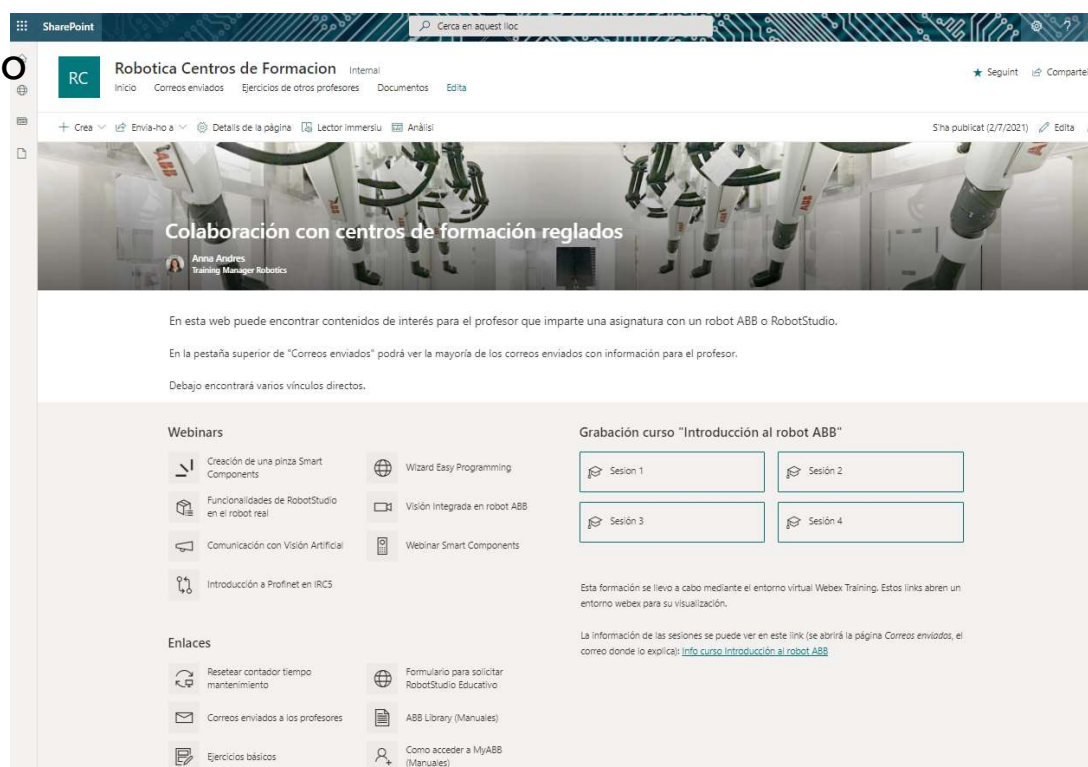 SharePoint
Cerca en aquest lloc
o
RC
Robotica Centros de Formacion Internal
Inicio Correos enviados Ejercicios de otros profesores Documentos Edita
Seguint Comparteix
Crea Envia-ho a Details de la página Lector immersiu Anàlisi
S'ha publicat (2/7/2021) Edita
ABB
Colaboración con centros de formación reglados
Anna Andres
Training Manager Robotics
En esta web puede encontrar contenidos de interés para el profesor que imparte una asignatura con un robot ABB o RobotStudio.
En la pestaña superior de "Correos enviados" podrá ver la mayoría de los correos enviados con información para el profesor.
Debajo encontrará varios vínculos directos.
Webinars
Creación de una pinza Smart
Components
Wizard Easy Programming
Funcionalidades de RobotStudio
en el robot real
Visión Integrada en robot ABB
Comunicación con Visión Artificial
Webinar Smart Components
Introducción a Profinet en IRC5
Enlaces
Resetear contador tiempo
mantenimiento
Formulario para solicitar
RobotStudio Educativo
Correos enviados a los profesores
ABB Library (Manuales)
Ejercicios básicos
Como acceder a MyABB
(Manuales)
Grabación curso "Introducción al robot ABB"
Sesion 1
Sesión 2
Sesión 3
Sesión 4
Esta formación se llevo a cabo mediante el entorno virtual Webex Training. Estos links abren un
entorno webex para su visualización.
La información de las sesiones se puede ver en este link (se abrirá la página Correos enviados, el
correo donde lo explica): Info curso Introducción al robot ABB